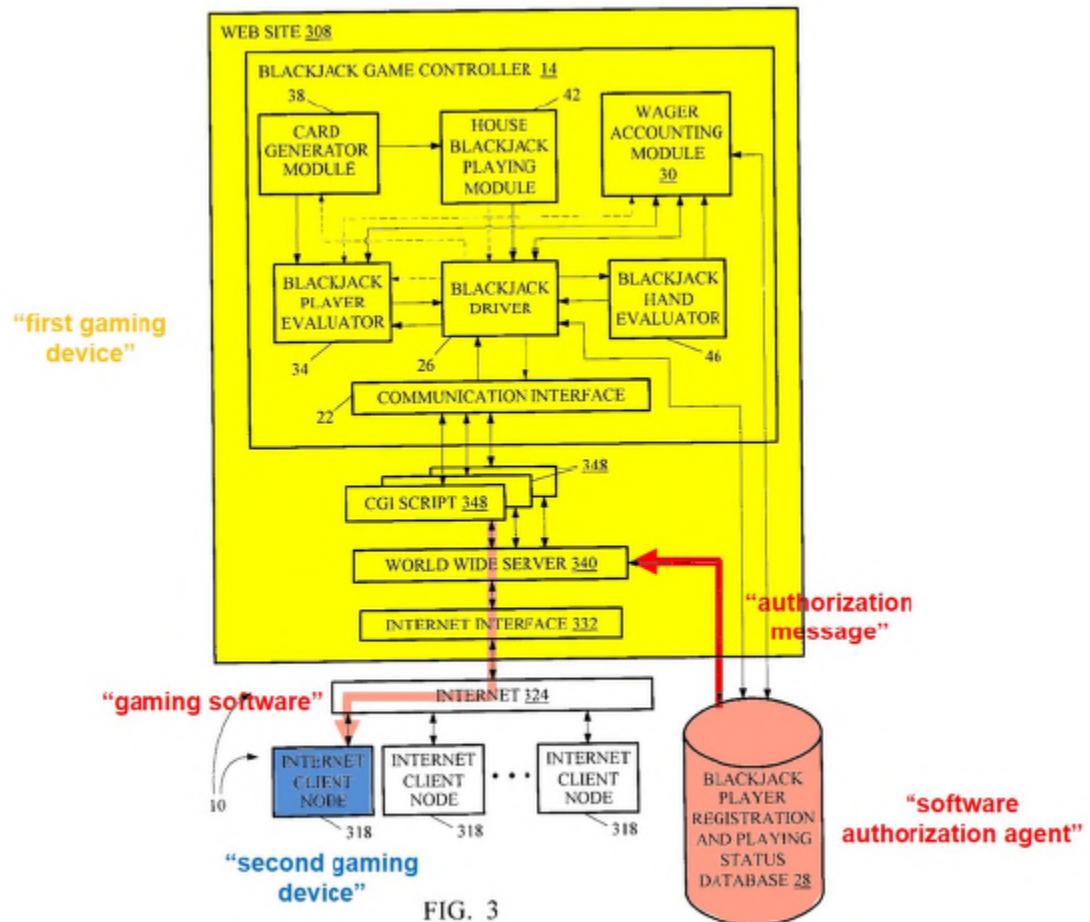 WEB SITE 308
BLACKJACK GAME CONTROLLER 14
38
42
CARD
GENERATOR
MODULE
HOUSE
BLACKJACK
PLAYING
MODULE
WAGER
ACCOUNTING
MODULE
30
"first gaming
device"
BLACKJACK
PLAYER
EVALUATOR
BLACKJACK
DRIVER
BLACKJACK
HAND
EVALUATOR
34
26
46
22
COMMUNICATION INTERFACE
348
CGI SCRIPT 348
WORLD WIDE SERVER 340
"authorization
message"
INTERNET INTERFACE 332
"gaming software"
INTERNET 324
10
INTERNET
CLIENT
NODE
INTERNET
CLIENT
NODE
• • •
INTERNET
CLIENT
NODE
318
318
318
BLACKJACK
PLAYER
REGISTRATION
AND PLAYING
STATUS
DATABASE 28
"software
authorization agent"
"second gaming
device"
FIG. 3